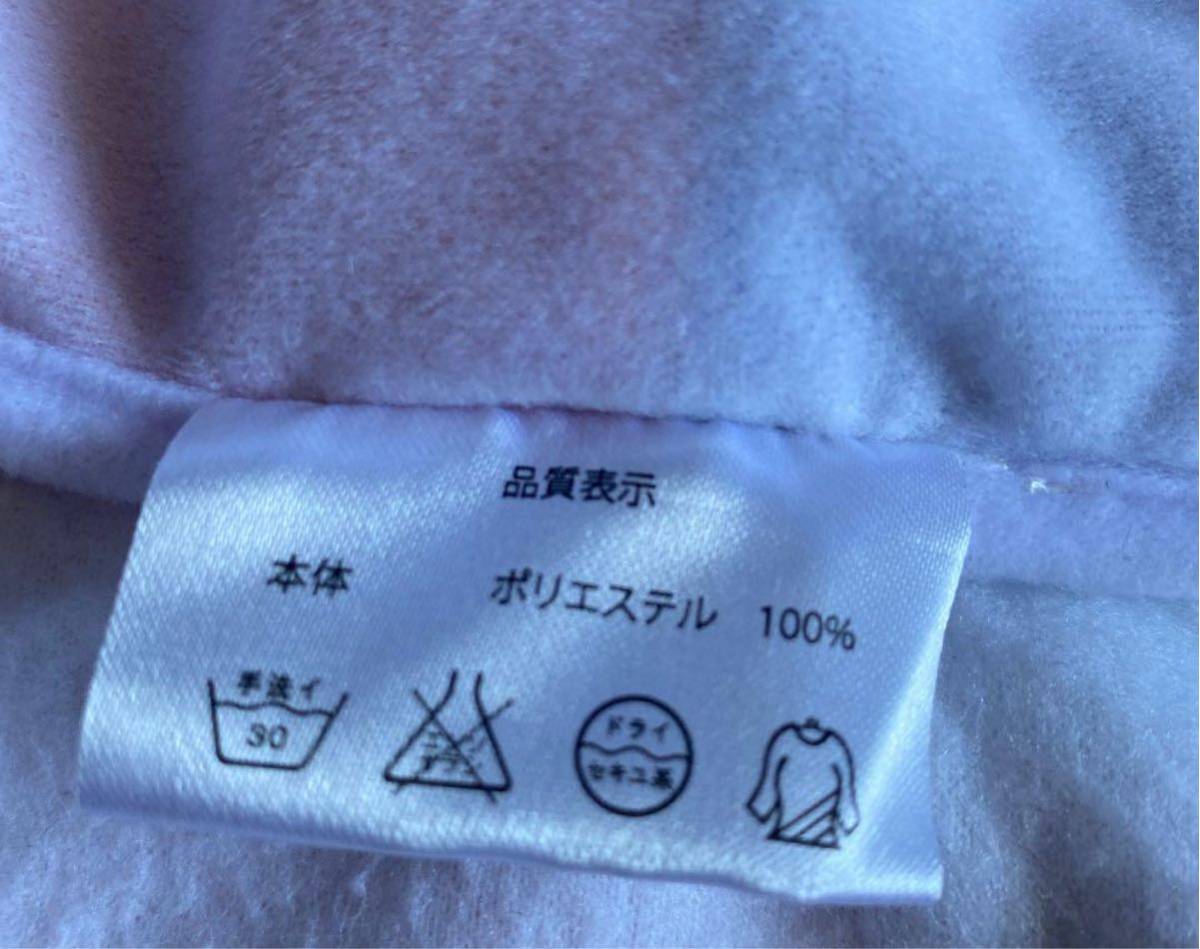 品質表示
本体 ポリエステル 100%
手洗イ
30
ドライ
セキユ系